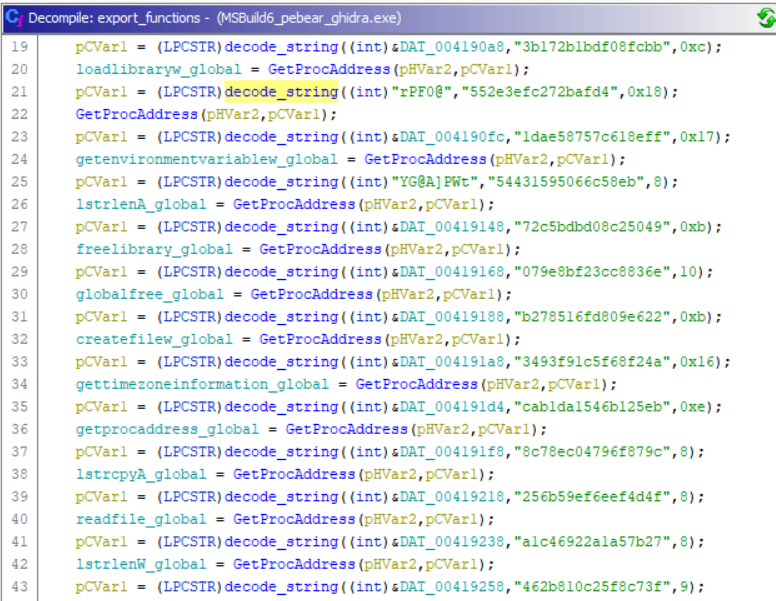 Decompile: export_functions - (MSBuild6_pebear_ghidra.exe)
19 pCVar1 = (LPCSTR)decode_string((int)&DAT_004190a8,"3b172b1bdf08fcbb",0xc);
20 loadlibraryw_global = GetProcAddress(pHVar2,pCVar1);
21 pCVar1 = (LPCSTR)decode_string((int)"rPF0@","552e3efc272bafd4",0x18);
22 GetProcAddress(pHVar2,pCVar1);
23 pCVar1 = (LPCSTR)decode_string((int)&DAT_004190fc,"1dae58757c618eff",0x17);
24 getenvironmentvariablew_global = GetProcAddress(pHVar2,pCVar1);
25 pCVar1 = (LPCSTR)decode_string((int)"YG@A]PWt","54431595066c58eb",8);
26 lstrlenA_global = GetProcAddress(pHVar2,pCVar1);
27 pCVar1 = (LPCSTR)decode_string((int)&DAT_00419148,"72c5bdbd08c25049",0xb);
28 freelibrary_global = GetProcAddress(pHVar2,pCVar1);
29 pCVar1 = (LPCSTR)decode_string((int)&DAT_00419168,"079e8bf23cc8836e",10);
30 globalfree_global = GetProcAddress(pHVar2,pCVar1);
31 pCVar1 = (LPCSTR)decode_string((int)&DAT_00419188,"b278516fd809e622",0xb);
32 createfilew_global = GetProcAddress(pHVar2,pCVar1);
33 pCVar1 = (LPCSTR)decode_string((int)&DAT_004191a8,"3493f91c5f68f24a",0x16);
34 gettimezoneinformation_global = GetProcAddress(pHVar2,pCVar1);
35 pCVar1 = (LPCSTR)decode_string((int)&DAT_004191d4,"cab1da1546b125eb",0xe);
36 getprocaddress_global = GetProcAddress(pHVar2,pCVar1);
37 pCVar1 = (LPCSTR)decode_string((int)&DAT_004191f8,"8c78ec04796f879c",8);
38 lstrcpyA_global = GetProcAddress(pHVar2,pCVar1);
39 pCVar1 = (LPCSTR)decode_string((int)&DAT_00419218,"256b59ef6eef4d4f",8);
40 readfile_global = GetProcAddress(pHVar2,pCVar1);
41 pCVar1 = (LPCSTR)decode_string((int)&DAT_00419238,"a1c46922a1a57b27",8);
42 lstrlenW_global = GetProcAddress(pHVar2,pCVar1);
43 pCVar1 = (LPCSTR)decode_string((int)&DAT_00419258,"462b810c25f8c73f",9);